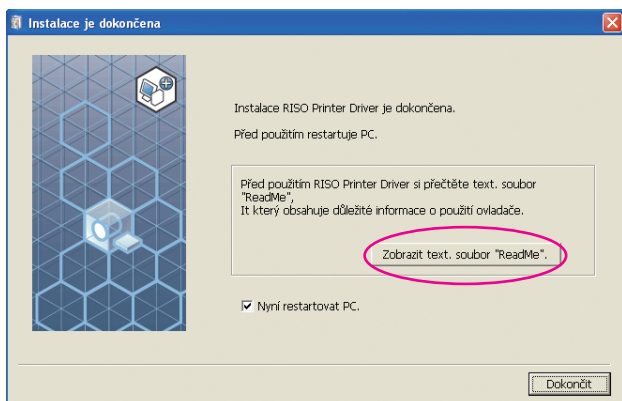 Instalace je dokončena
Instalace RISO Printer Driver je dokončena.
Před použitím restartuje PC.
Před použitím RISO Printer Driver si přečtěte text. soubor
"ReadMe",
It který obsahuje důležité informace o použití ovladače.
Zobrazit text. soubor "ReadMe".
Nyní restartovat PC.
Dokončit